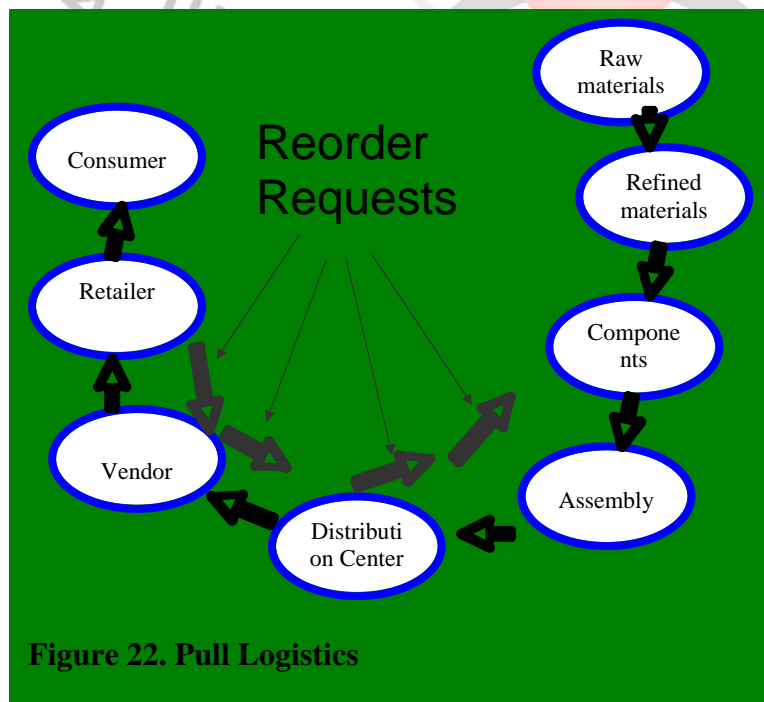 Raw
materials
Consumer
Reorder
Requests
Refined
materials
Retailer
Compone
nts
Vendor
Assembly
Distributi
on Center
Figure 22. Pull Logistics